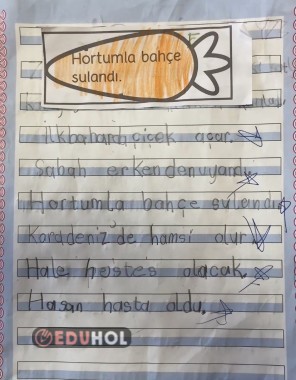 Hortumla bahçe
sulandı.
İlkbaharda çiçek açar.
Sabah erkenden uyandı
Hortumla bahçe sulandı
Karadeniz'de hamsi olur
Hale hostes olacak.
Hasan hasta oldu.
EDUHOL